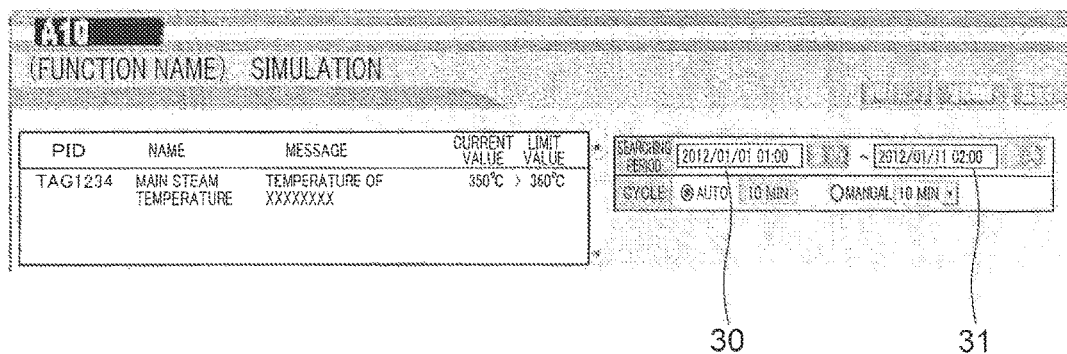 A10
(FUNCTION NAME) SIMULATION
PID NAME MESSAGE CURRENT VALUE LIMIT VALUE
TAG1234 MAIN STEAM TEMPERATURE TEMPERATURE OF XXXXXXXX 350°C > 360°C
SEARCHING PERIOD 2012/01/01 01:00 ~ 2012/01/11 02:00
CYCLE AUTO 10 MIN MANUAL 10 MIN
30 31